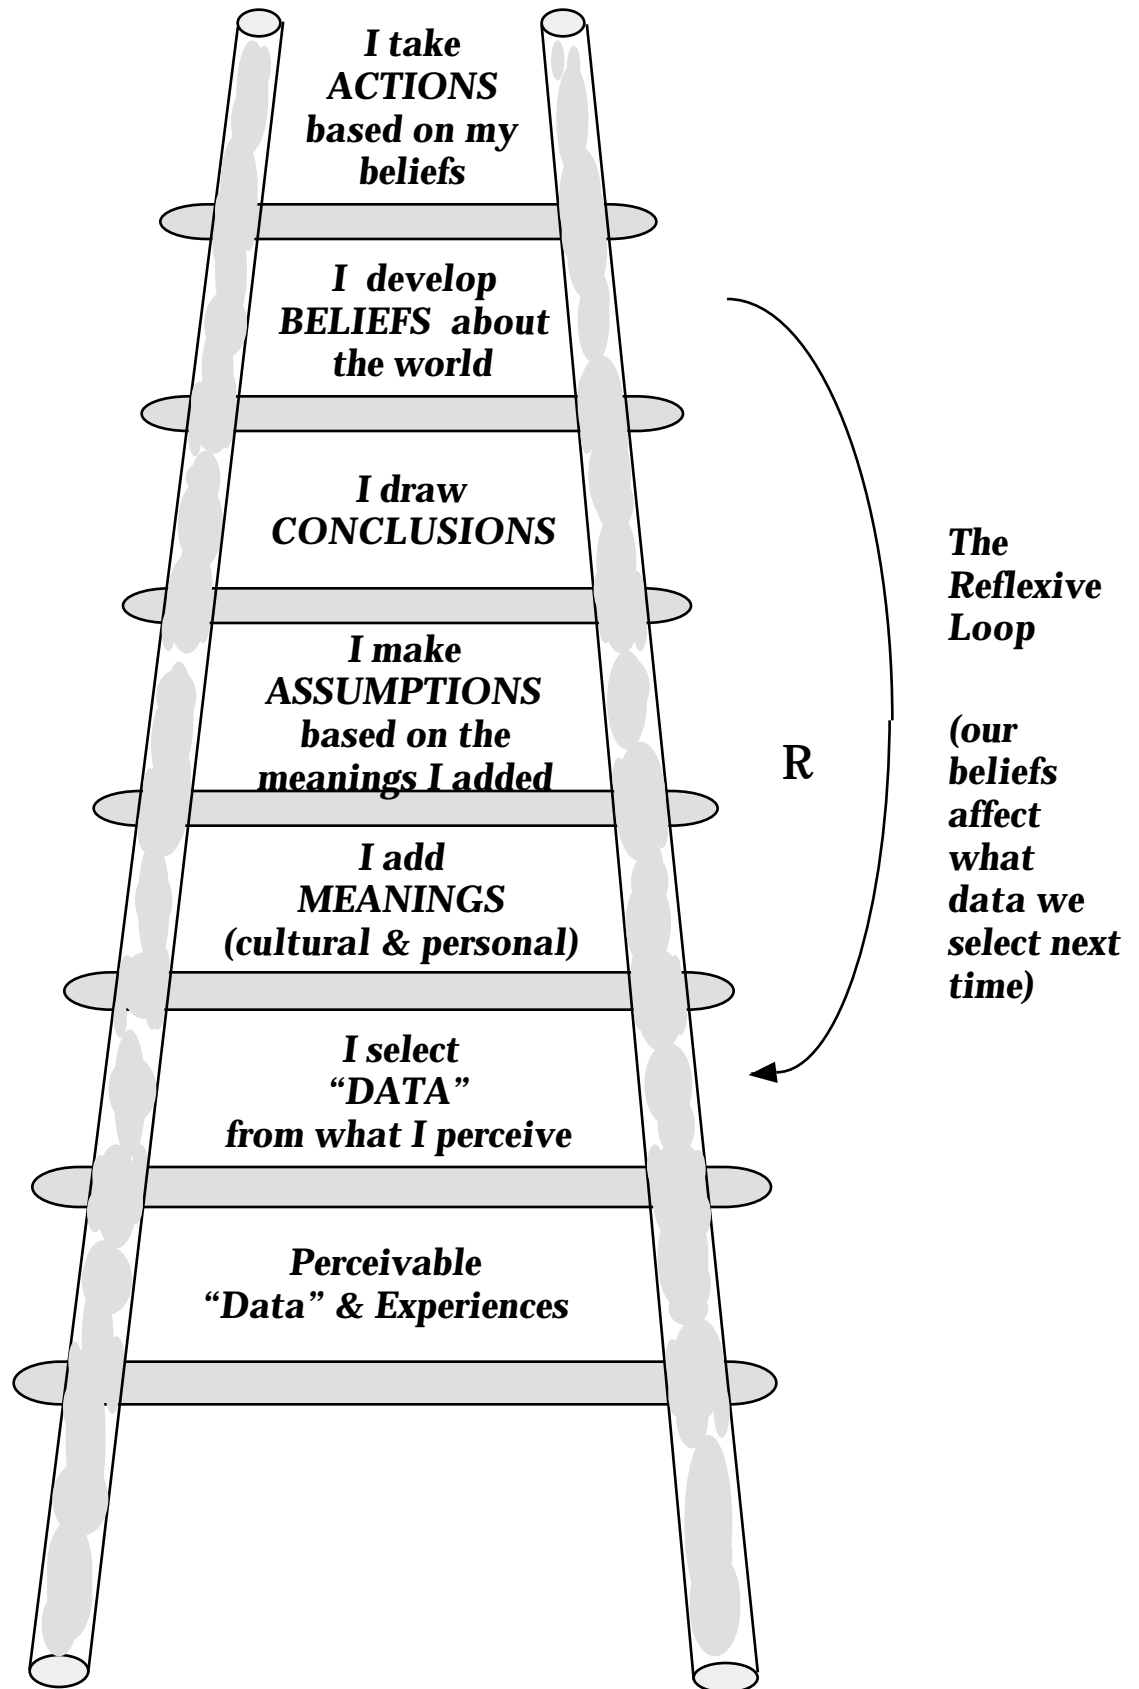 I take
ACTIONS
based on my
beliefs
I develop
BELIEFS about
the world
I draw
CONCLUSIONS
I make
ASSUMPTIONS
based on the
meanings I added
I add
MEANINGS
(cultural & personal)
I select
“DATA”
from what I perceive
Perceivable
“Data” & Experiences
R
The
Reflexive
Loop
(our
beliefs
affect
what
data we
select next
time)